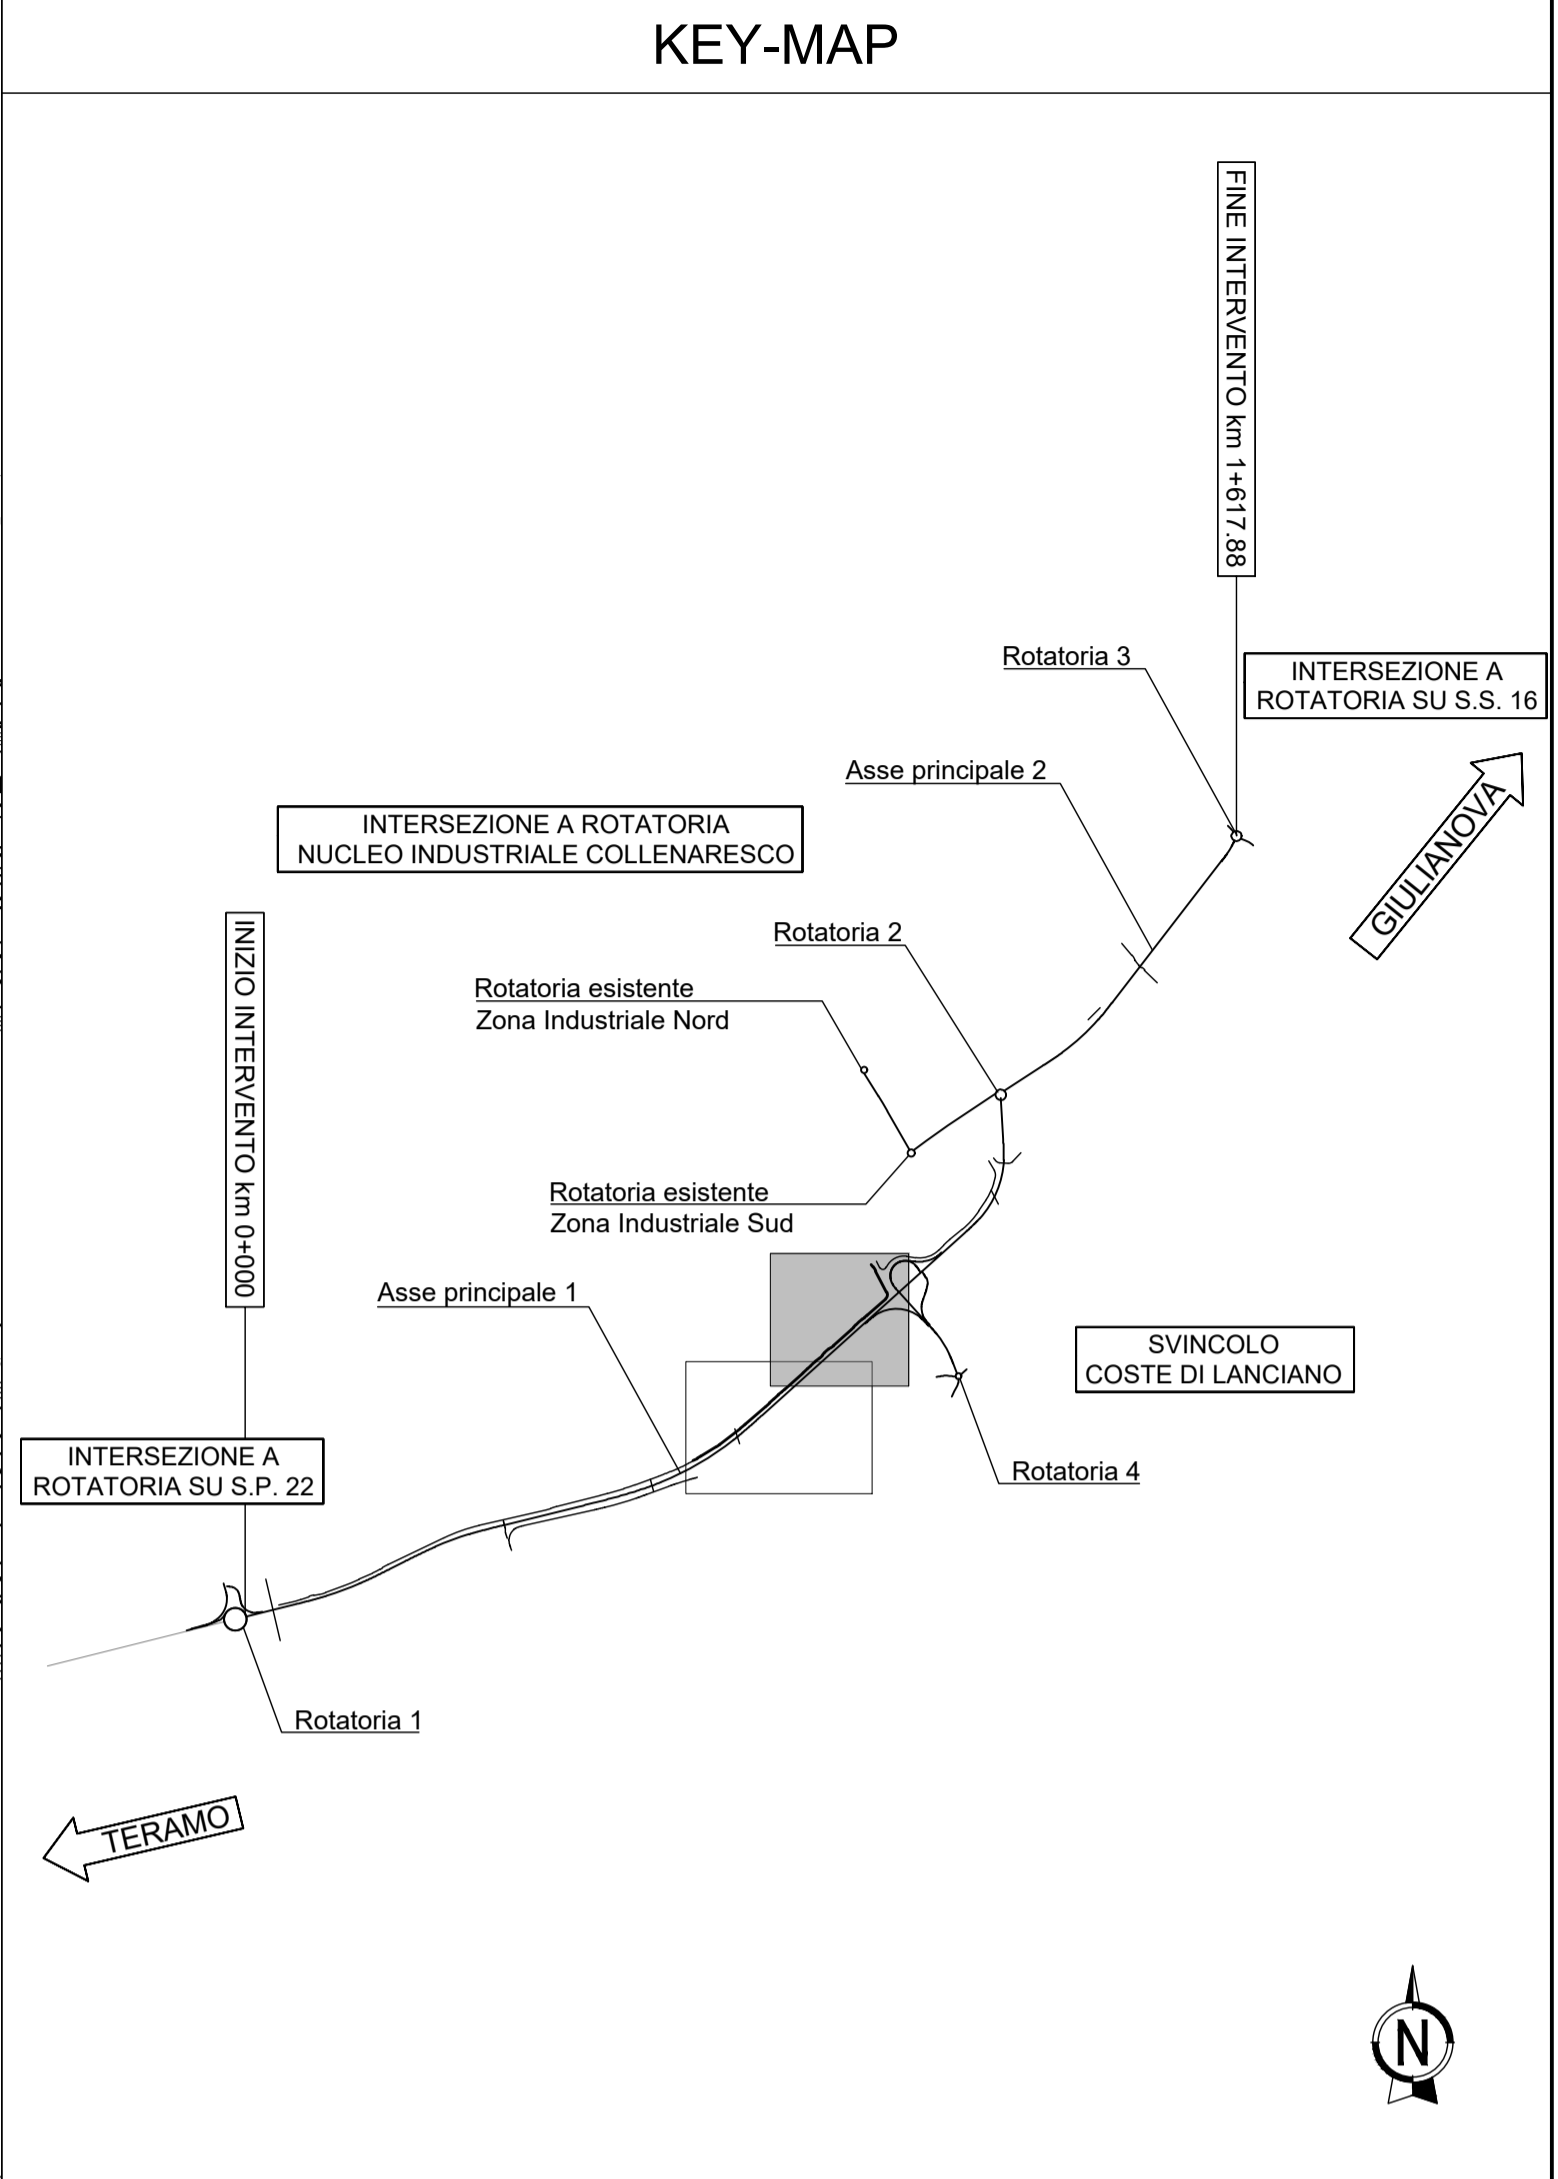 KEY-MAP
FINE INTERVENTO km 1+617.88
Rotatoria 3
INTERSEZIONE A
ROTATORIA SU S.S. 16
Asse principale 2
GIULIANOVA
INTERSEZIONE A ROTATORIA
NUCLEO INDUSTRIALE COLLENARESCO
INIZIO INTERVENTO km 0+000
Rotatoria 2
Rotatoria esistente
Zona Industriale Nord
Rotatoria esistente
Zona Industriale Sud
Asse principale 1
SVINCOLO
COSTE DI LANCIANO
INTERSEZIONE A
ROTATORIA SU S.P. 22
Rotatoria 4
Rotatoria 1
TERAMO
N